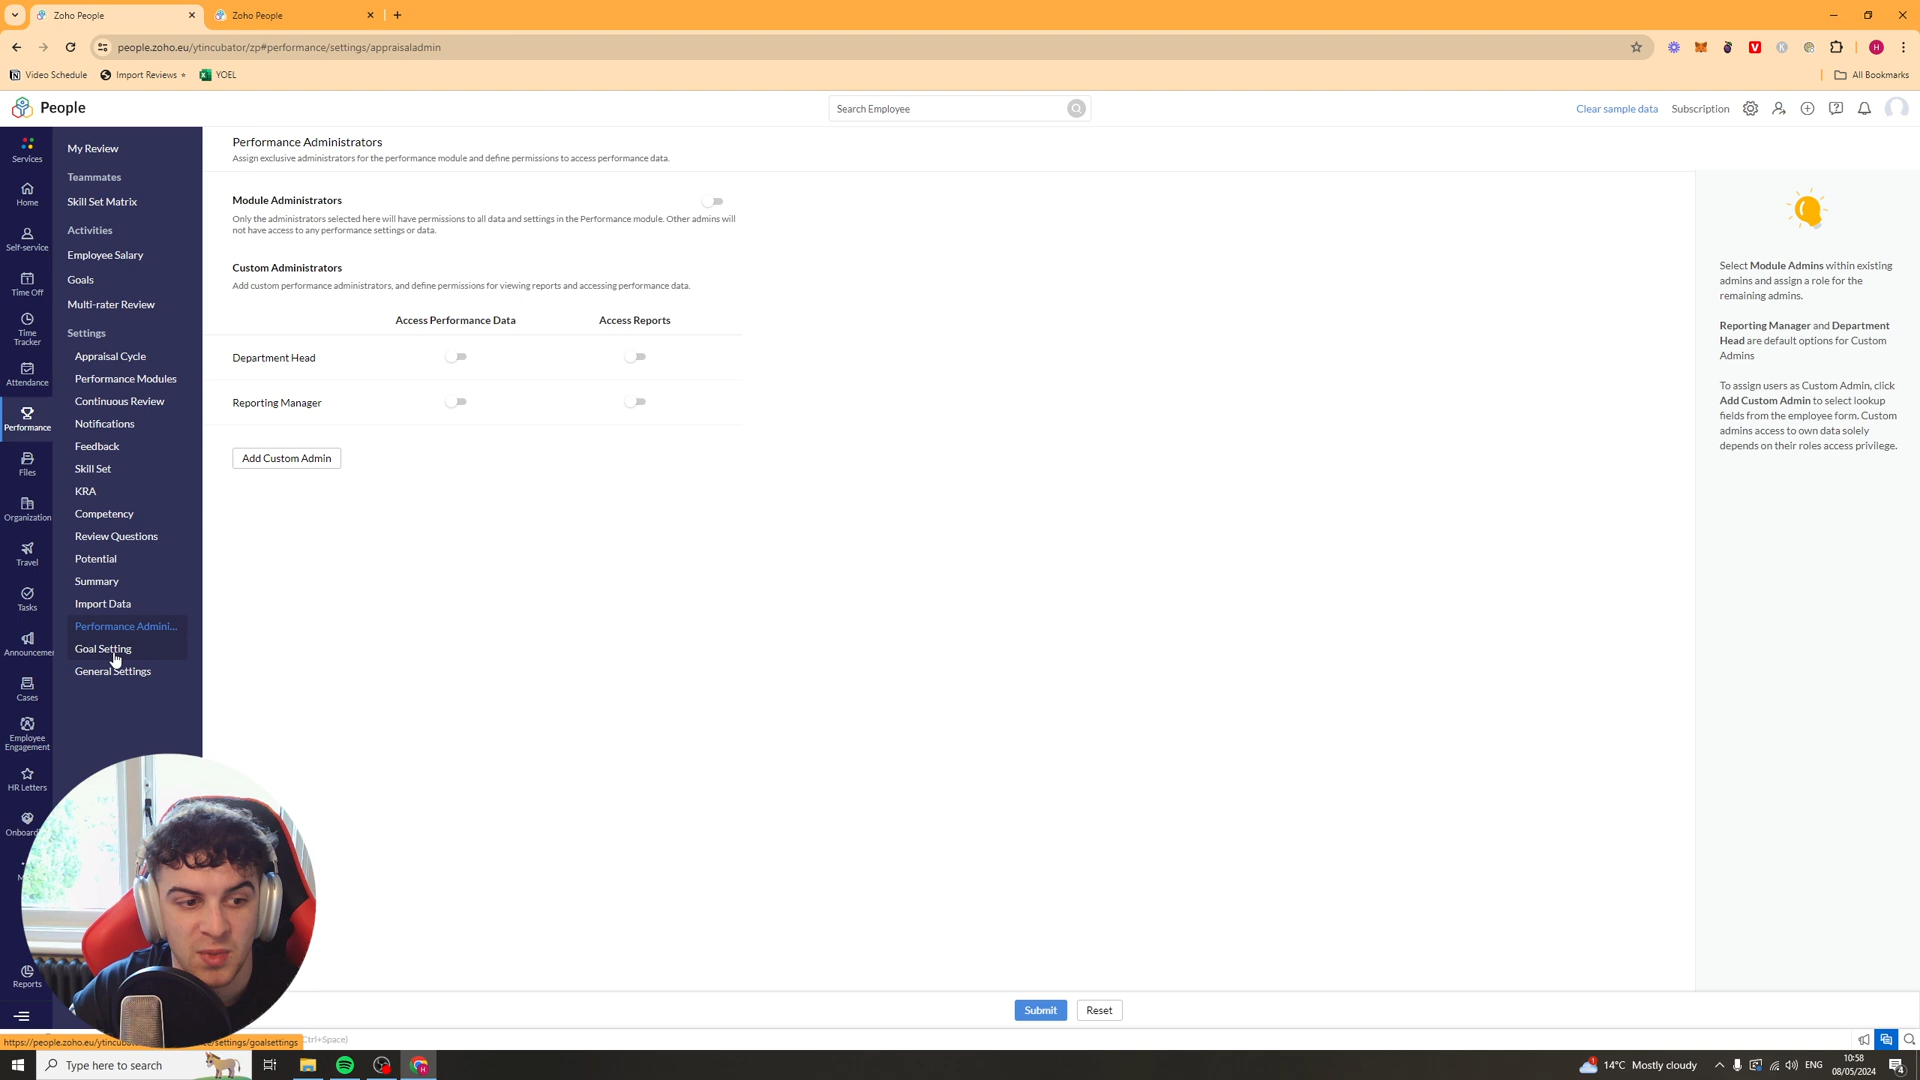 Zoho People
Zoho People
people.zoho.eu/ytincubator/zp#performance/settings/appraisaladmin
H
Video Schedule
Import Reviews
YOEL
All Bookmarks
People
Search Employee
Clear sample data
Subscription
Services
Home
Self-service
Time Off
Time
Tracker
Attendance
Performance
Files
Organization
Travel
Tasks
Announcemen
Cases
Employee
Engagement
HR Letters
Onboard
Reports
My Review
Teammates
Skill Set Matrix
Activities
Employee Salary
Goals
Multi-rater Review
Settings
Appraisal Cycle
Performance Modules
Continuous Review
Notifications
Feedback
Skill Set
KRA
Competency
Review Questions
Potential
Summary
Import Data
Performance Admini...
Goal Setting
General Settings
Performance Administrators
Assign exclusive administrators for the performance module and define permissions to access performance data.
Module Administrators
Only the administrators selected here will have permissions to all data and settings in the Performance module. Other admins will
not have access to any performance settings or data.
Custom Administrators
Add custom performance administrators, and define permissions for viewing reports and accessing performance data.
Access Performance Data
Access Reports
Department Head
Reporting Manager
Add Custom Admin
Select Module Admins within existing
admins and assign a role for the
remaining admins.
Reporting Manager and Department
Head are default options for Custom
Admins
To assign users as Custom Admin, click
Add Custom Admin to select lookup
fields from the employee form. Custom
admins access to own data solely
depends on their roles access privilege.
Submit
Reset
https://people.zoho.eu/ytincub
/settings/goalsettings
Ctrl+Space)
Type here to search
14°C Mostly cloudy
ENG
10:58
08/05/2024